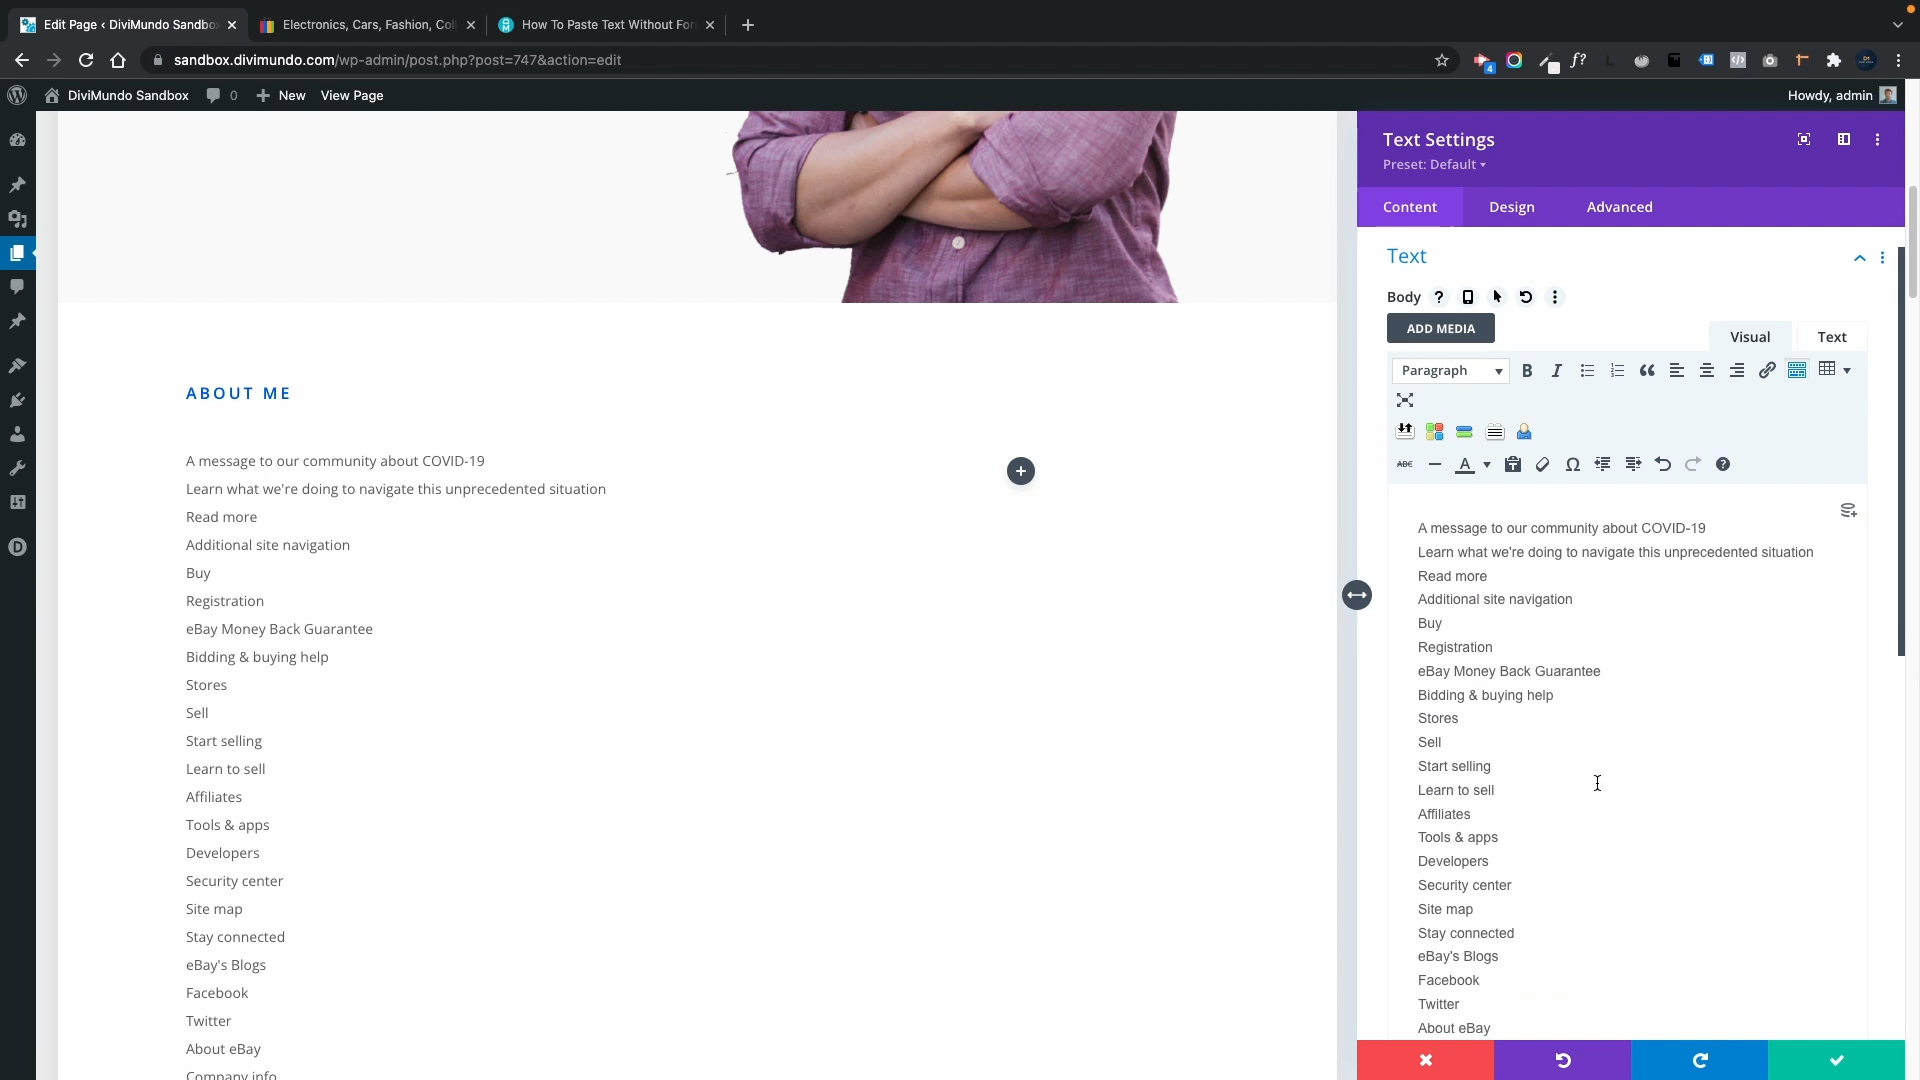 Edit Page ‹ DiviMundo Sandbo
Electronics, Cars, Fashion, Coll
How To Paste Text Without For
sandbox.divimundo.com/wp-admin/post.php?post=747&action=edit
4
f?
DiviMundo Sandbox
0
New
View Page
Howdy, admin
Text Settings
Preset: Default
Content
Design
Advanced
Text
Body
ADD MEDIA
Visual
Text
Paragraph
ABC
ABOUT ME
A message to our community about COVID-19
Learn what we're doing to navigate this unprecedented situation
Read more
Additional site navigation
Buy
Registration
eBay Money Back Guarantee
Bidding & buying help
Stores
Sell
Start selling
Learn to sell
Affiliates
Tools & apps
Developers
Security center
Site map
Stay connected
eBay's Blogs
Facebook
Twitter
About eBay
Company info
A message to our community about COVID-19
Learn what we're doing to navigate this unprecedented situation
Read more
Additional site navigation
Buy
Registration
eBay Money Back Guarantee
Bidding & buying help
Stores
Sell
Start selling
Learn to sell
Affiliates
Tools & apps
Developers
Security center
Site map
Stay connected
eBay's Blogs
Facebook
Twitter
About eBay